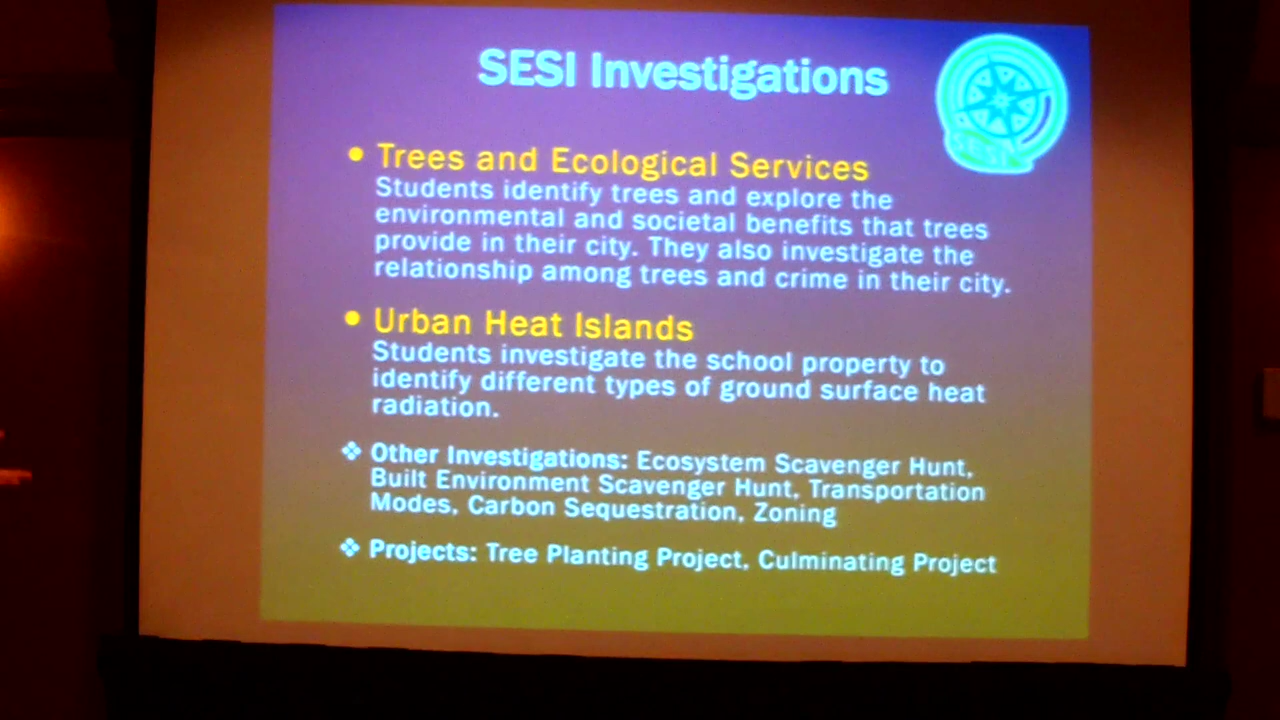 SESI Investigations
SESI
• Trees and Ecological Services
Students identify trees and explore the
environmental and societal benefits that trees
provide in their city. They also investigate the
relationship among trees and crime in their city.
• Urban Heat Islands
Students investigate the school property to
identify different types of ground surface heat
radiation.
❖ Other Investigations: Ecosystem Scavenger Hunt,
Built Environment Scavenger Hunt, Transportation
Modes, Carbon Sequestration, Zoning
❖ Projects: Tree Planting Project, Culminating Project